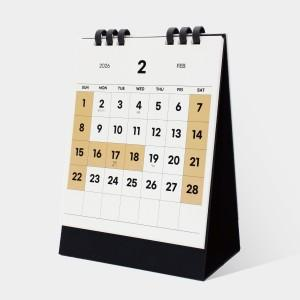 2026 2 FEB
SUN MON TUE WED THU FRI SAT
1 2 3 4 5 6 7
8 9 10 11 12 13 14
15 16 17 18 19 20 21
22 23 24 25 26 27 28